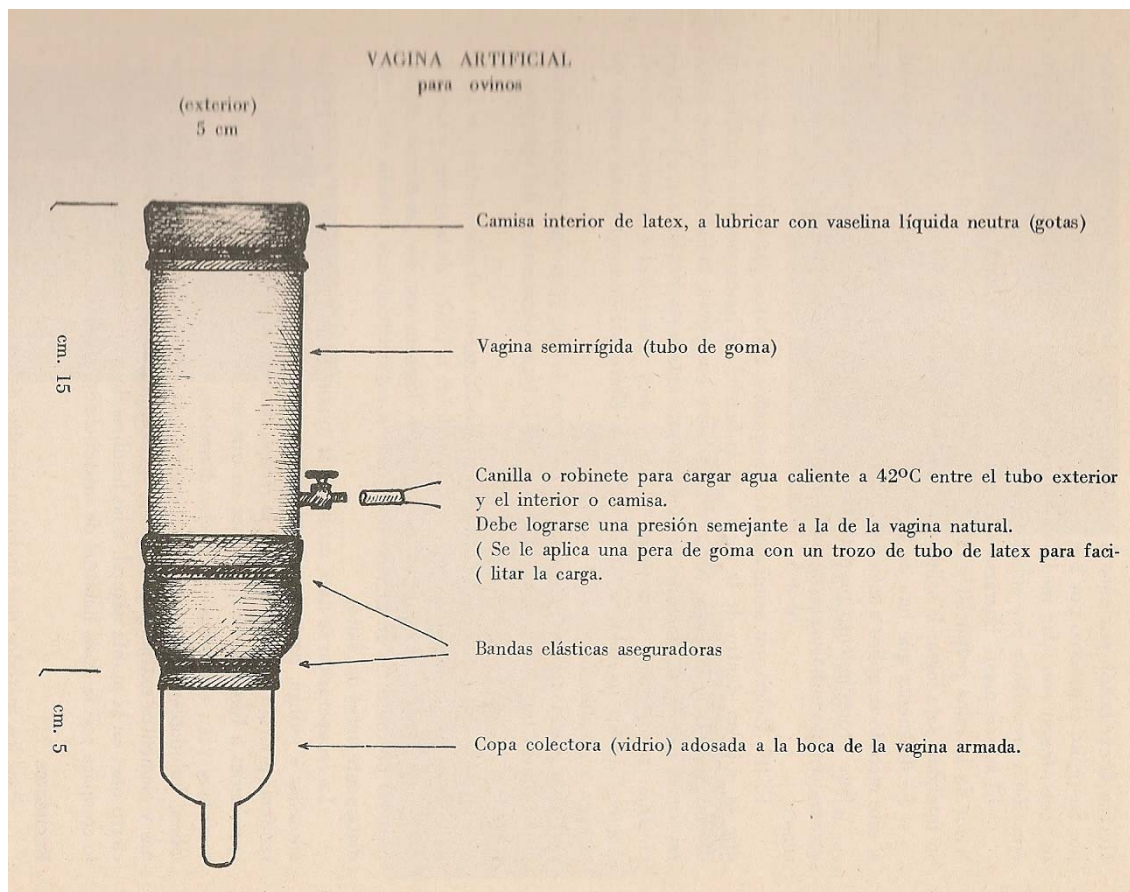 VAGINA ARTIFICIAL
para ovinos
(exterior)
5 cm
Camisa interior de latex, a lubricar con vaselina líquida neutra (gotas)
cm. 15
Vagina semirrígida (tubo de goma)
Canilla o robinete para cargar agua caliente a 42ºC entre el tubo exterior
y el interior o camisa.
Debe lograrse una presión semejante a la de la vagina natural.
( Se le aplica una pera de goma con un trozo de tubo de latex para faci-
( litar la carga.
Bandas elásticas aseguradoras
cm. 5
Copa colectora (vidrio) adosada a la boca de la vagina armada.